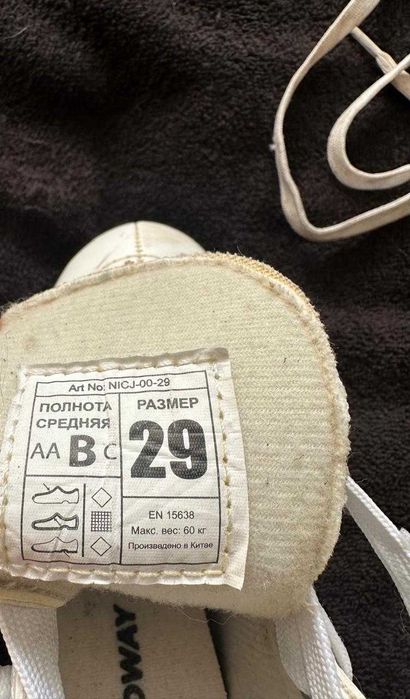 Art No: NICJ-00-29
ПОЛНОТА
СРЕДНЯЯ
AA B C
РАЗМЕР
29
EN 15638
Макс. вес: 60 кг
Произведено в Китае